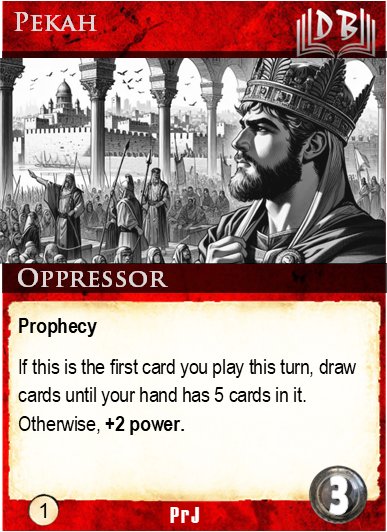 PEKAH
DB
OPPRESSOR
Prophecy
If this is the first card you play this turn, draw
cards until your hand has 5 cards in it.
Otherwise, +2 power.
1
PrJ
3